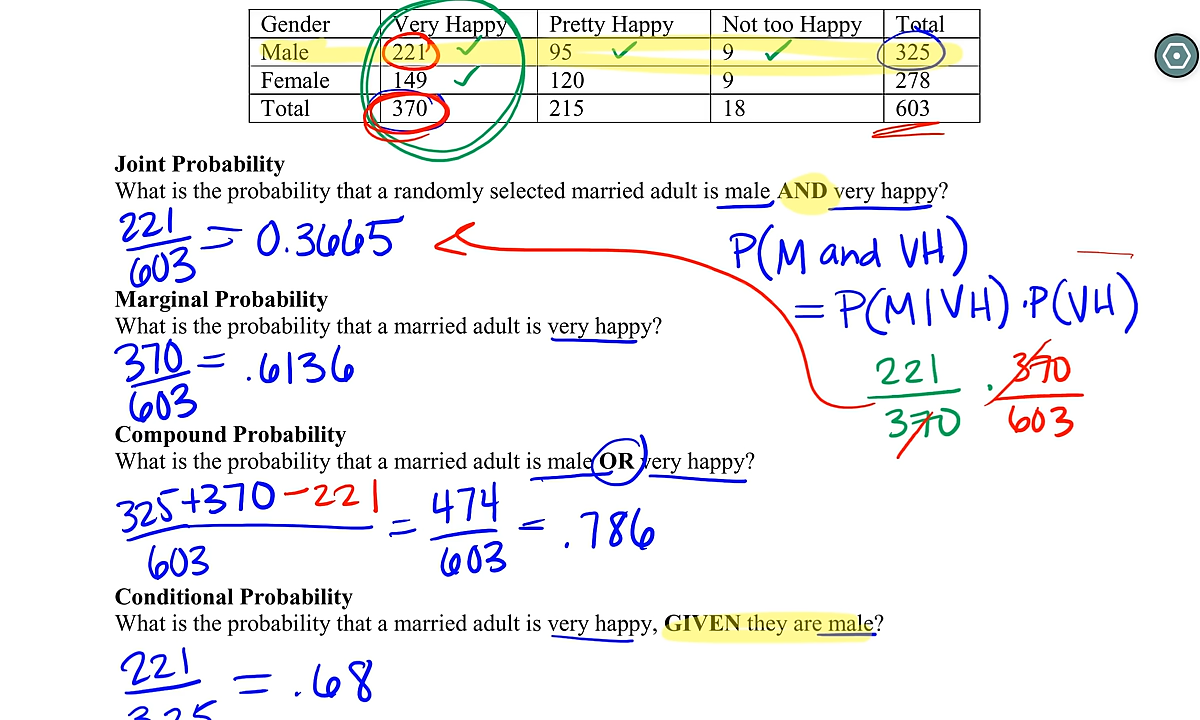 Gender Very Happy Pretty Happy Not too Happy Total
Male 221 95 9 325
Female 149 120 9 278
Total 370 215 18 603
Joint Probability
What is the probability that a randomly selected married adult is male AND very happy?
221/603 = 0.3665
P(M and VH)
= P(M|VH)·P(VH)
221/370 · 370/603
Marginal Probability
What is the probability that a married adult is very happy?
370/603 = .6136
Compound Probability
What is the probability that a married adult is male OR very happy?
325+370-221/603 = 474/603 = .786
Conditional Probability
What is the probability that a married adult is very happy, GIVEN they are male?
221/325 = .68